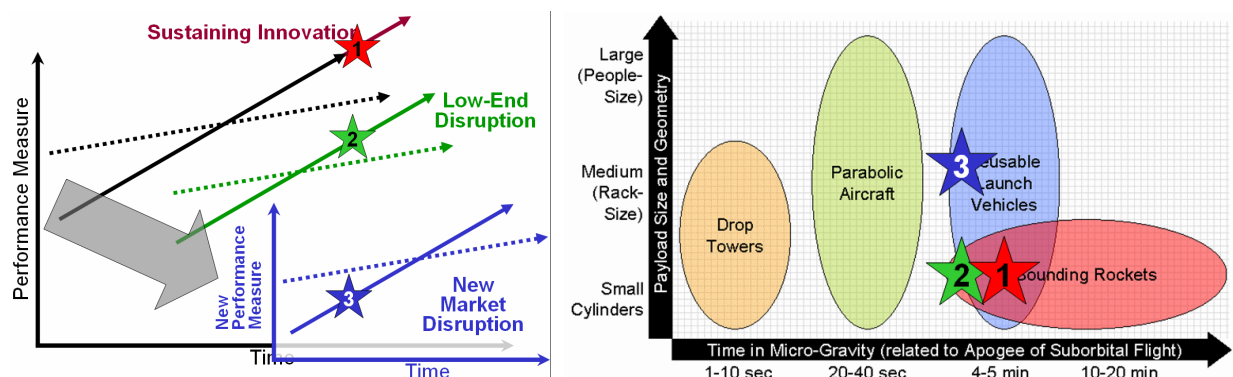 Sustaining Innovation
1
Low-End
Disruption
2
Performance Measure
New
Performance
Measure
3
New
Market
Disruption
Time
Time
Payload Size and Geometry
Large
(People-
Size)
Medium
(Rack-
Size)
Small
Cylinders
Drop
Towers
Parabolic
Aircraft
3
eusable
Launch
Vehicles
2
1
ounding Rockets
Time in Micro-Gravity (related to Apogee of Suborbital Flight)
1-10 sec
20-40 sec
4-5 min
10-20 min